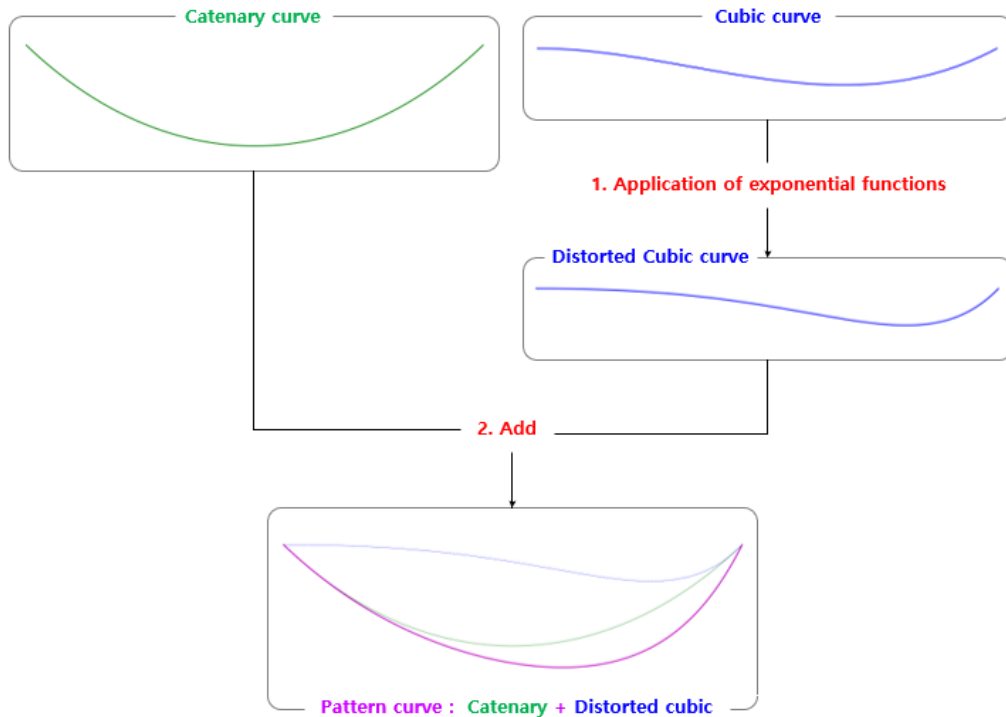 Catenary curve
Cubic curve
1. Application of exponential functions
Distorted Cubic curve
2. Add
Pattern curve : Catenary + Distorted cubic